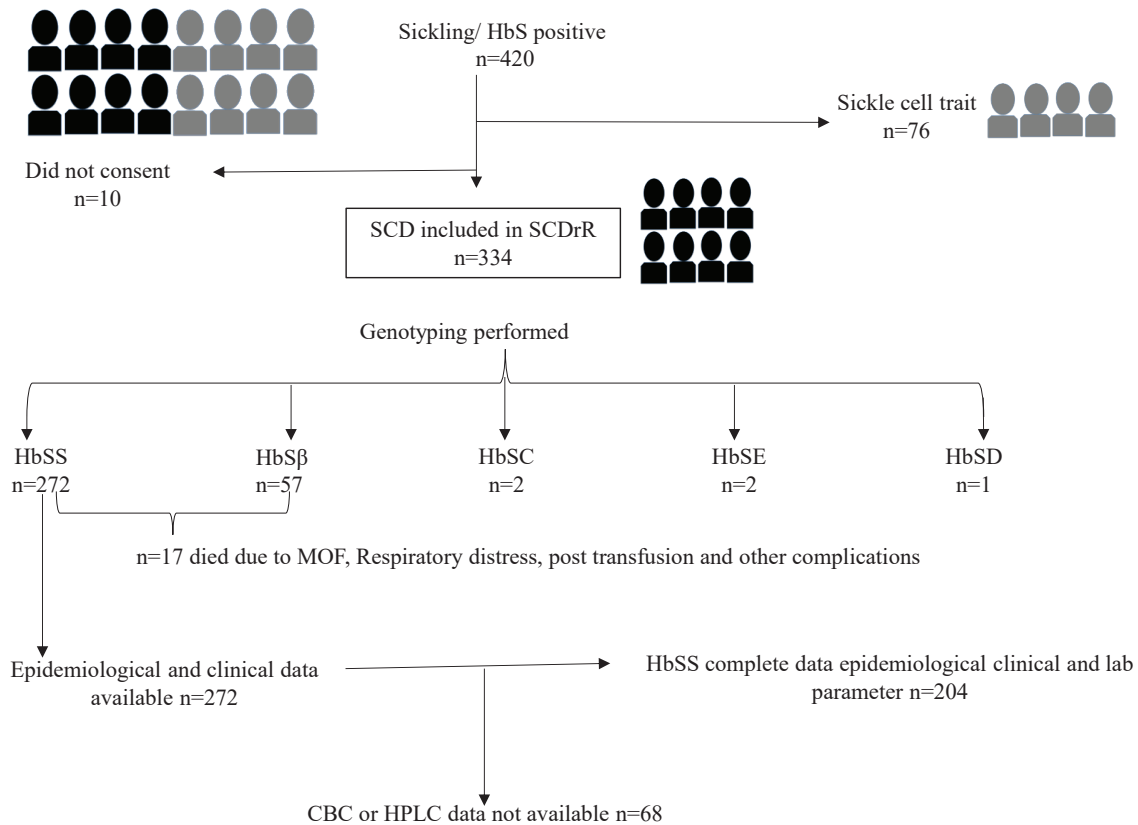 Sickling/ HbS positive
n=420
Sickle cell trait
n=76
Did not consent
n=10
SCD included in SCDrR
n=334
Genotyping performed
HbSS
n=272
HbSβ
n=57
HbSC
n=2
HbSE
n=2
HbSD
n=1
n=17 died due to MOF, Respiratory distress, post transfusion and other complications
Epidemiological and clinical data
available n=272
HbSS complete data epidemiological clinical and lab
parameter n=204
CBC or HPLC data not available n=68